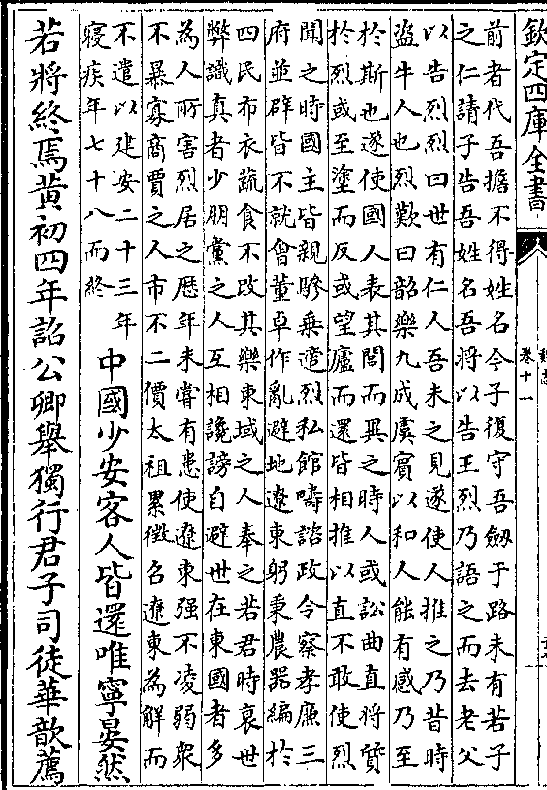 欽定四庫全書
卷十一
前者代吾擔不得姓名今子復守吾劒于路未有若子
之仁請子告吾姓名吾將以告王烈乃語之而去老父
以告烈烈曰世有仁人吾未之見遂使人推之乃昔時
盗牛人也烈歎曰韶樂九成虞賓以和人能有感乃至
於斯也遂使國人表其閭而異之時人或訟曲直將質
於烈或至塗而反或望廬而還皆相推以直不敢使烈
聞之時國主皆親驂乗適烈私館疇諮政令察孝廉三
府並辟皆不就會董卓作亂避地遼東躬秉農器編於
四民布衣蔬食不改其樂東域之人奉之若君時衰世
弊識真者少朋黨之人互相讒謗自避世在東國者多
為人所害烈居之歴年未嘗有患使遼東强不凌弱衆
不暴寡商賈之人市不二價太祖累徴召遼東為解而
不遣以建安二十三年
寢疾年七十八而終
中國少安客人皆還唯寧晏然
若將終焉黄初四年詔公卿舉獨行君子司徒華歆薦